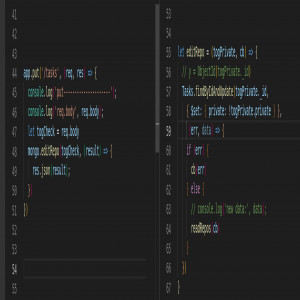 41
42
43
44 app.put('/tasks', (req, res) => {
45 console.log('put---------------------');
46 console.log('req.body', req.body);
47 let togCheck = req.body
48 mongo.editRepo(togCheck, (result) => {
49 res.json(result);
50 })
51 })
52
53
54
55
53
54
55 let editRepo = (togPrivate, cb) => {
56 // y = ObjectId(togPrivate._id)
57 Tasks.findByIdAndUpdate(togPrivate._id,
58 { $set: { private: !togPrivate.private } },
59 (err, data) => {
60 if (err) {
61 cb(err)
62 } else {
63 // console.log('new data:', data);
64 readRepos(cb)
65 }
66 })
67 }